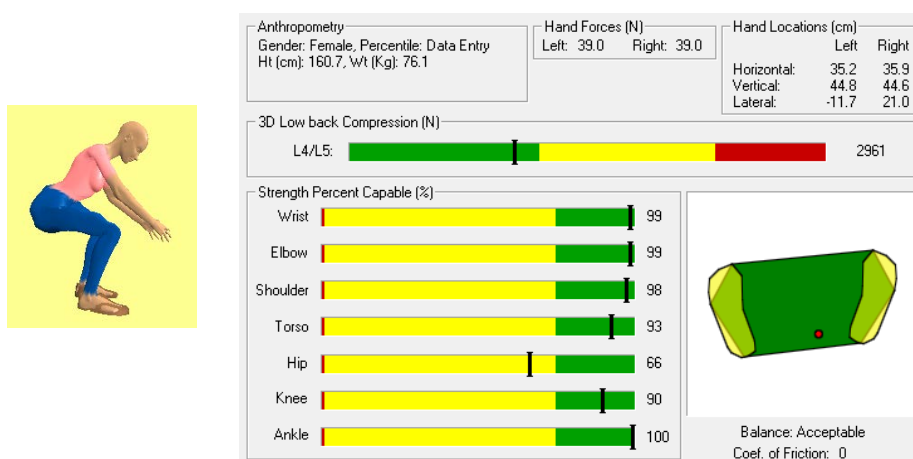 Anthropometry
Gender: Female, Percentile: Data Entry
Ht (cm): 160.7, Wt (Kg): 76.1
Hand Forces (N)
Left: 39.0 Right: 39.0
Hand Locations (cm)
Left Right
Horizontal: 35.2 35.9
Vertical: 44.8 44.6
Lateral: -11.7 21.0
3D Low back Compression (N)
L4/L5: 2961
Strength Percent Capable (%)
Wrist 99
Elbow 99
Shoulder 98
Torso 93
Hip 66
Knee 90
Ankle 100
Balance: Acceptable
Coef. of Friction: 0